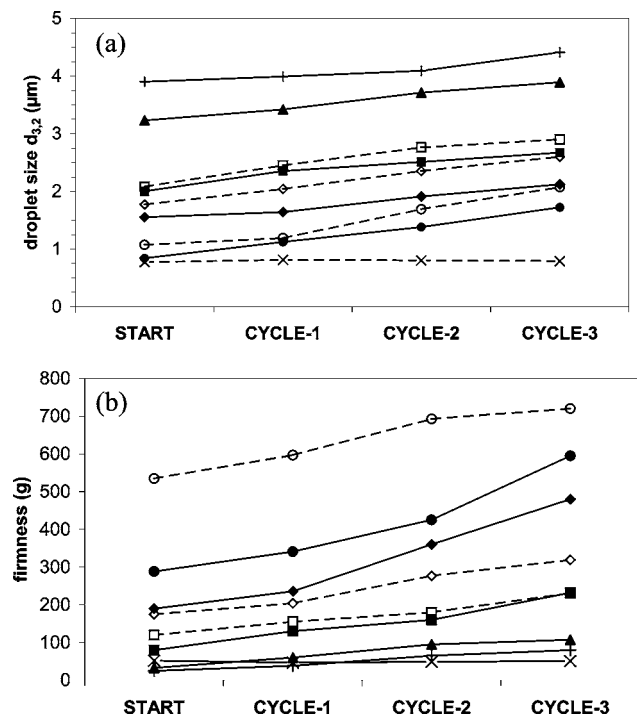 (a)
droplet size d3,2 (µm)
5
4
3
2
1
0
START CYCLE-1 CYCLE-2 CYCLE-3
(b)
firmness (g)
800
700
600
500
400
300
200
100
0
START CYCLE-1 CYCLE-2 CYCLE-3